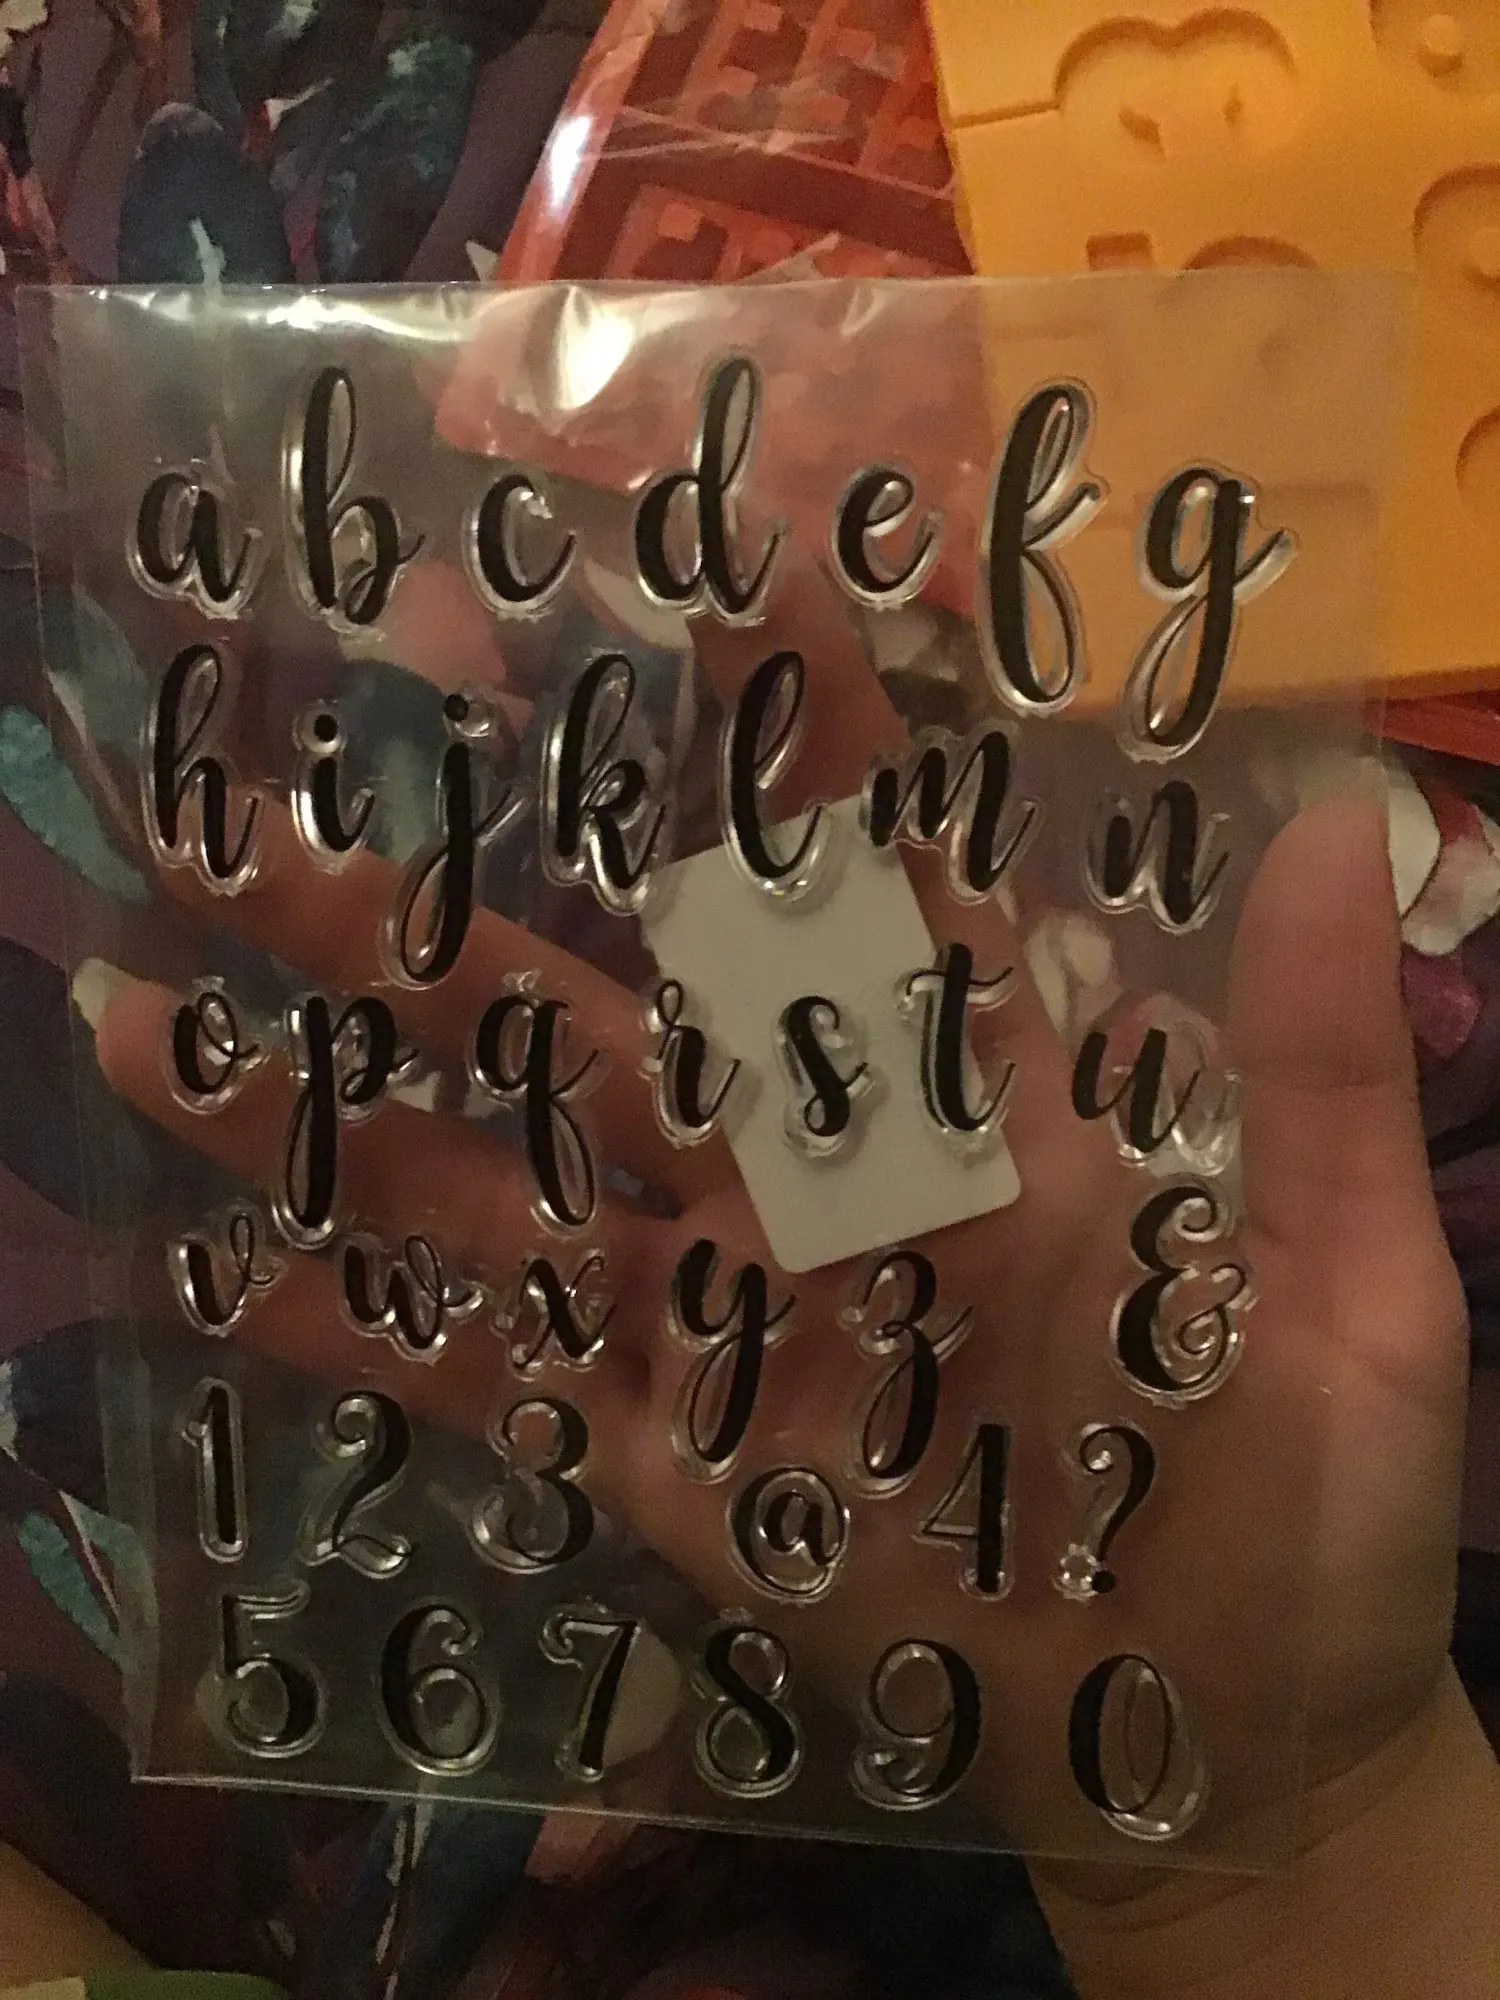 a b c d e f g
h i j k l m n
o p q r s t u
v w x y z &
1 2 3 @ 4 ?
5 6 7 8 9 0